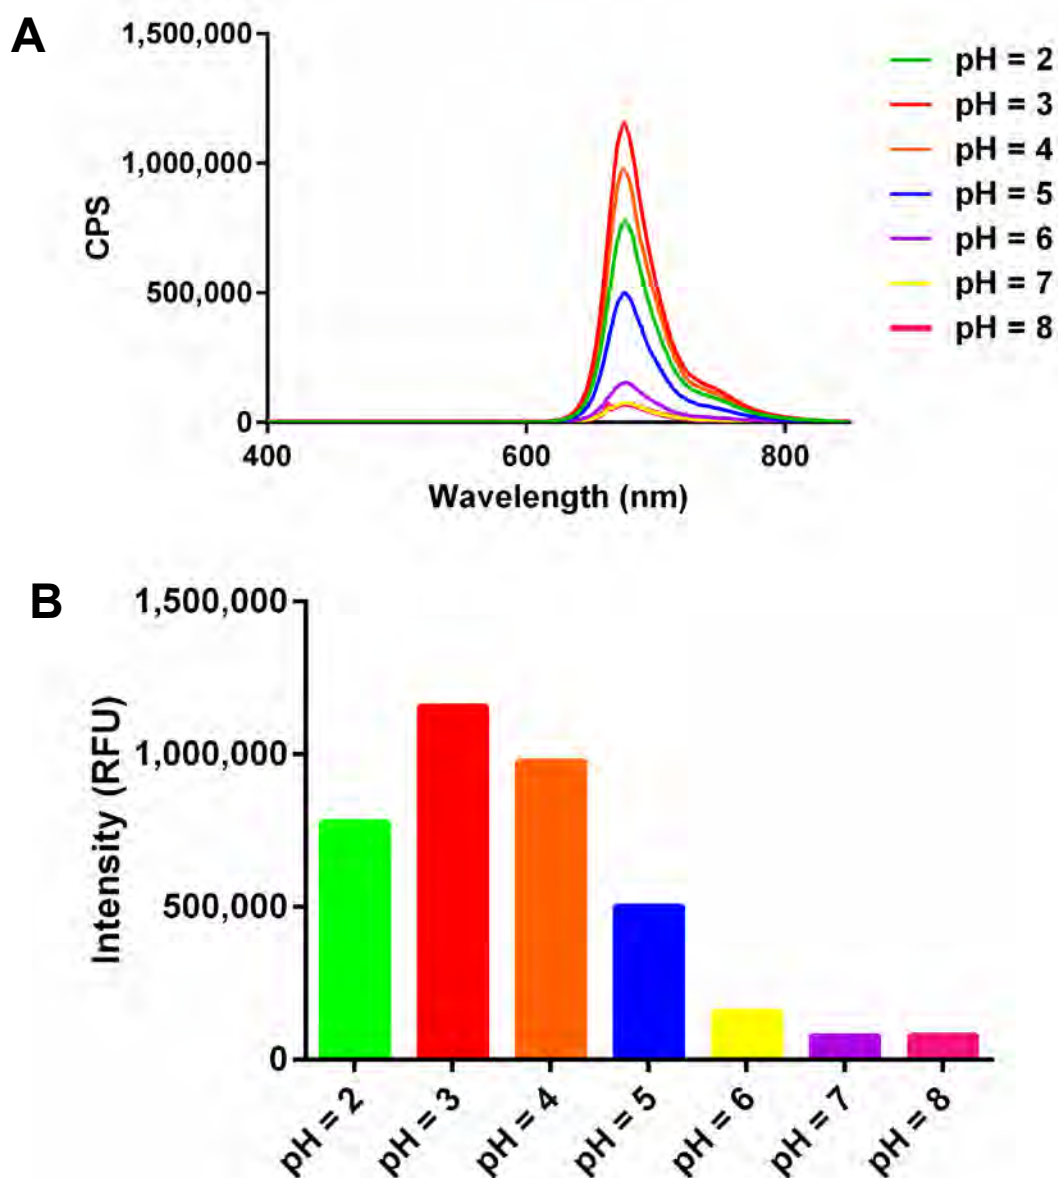 A
1,500,000
1,000,000
500,000
0
CPS
400 600 800
Wavelength (nm)
pH = 2
pH = 3
pH = 4
pH = 5
pH = 6
pH = 7
pH = 8
B
1,500,000
1,000,000
500,000
0
Intensity (RFU)
pH = 2
pH = 3
pH = 4
pH = 5
pH = 6
pH = 7
pH = 8